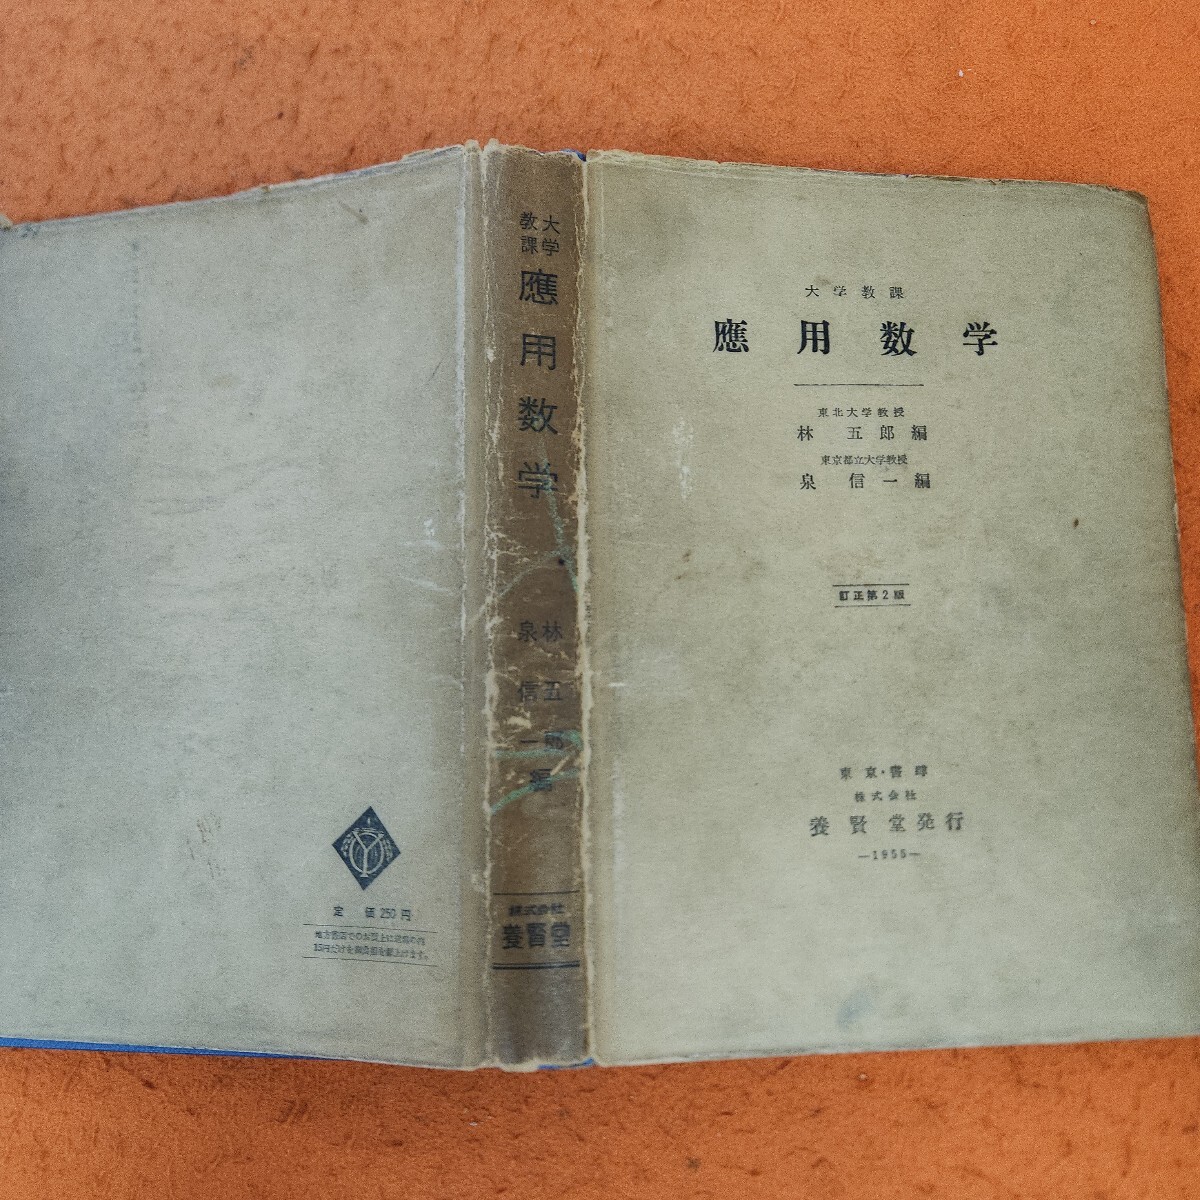 大学教課
應用数学
東北大学教授
林 五郎 編
東京都立大学教授
泉 信一 編
訂正第2版
東京・書肆
株式会社
養賢堂発行
—1955—
大学
教課
應用数学
林 五郎
泉 信一
編
株式会社
養賢堂
定 価 250円